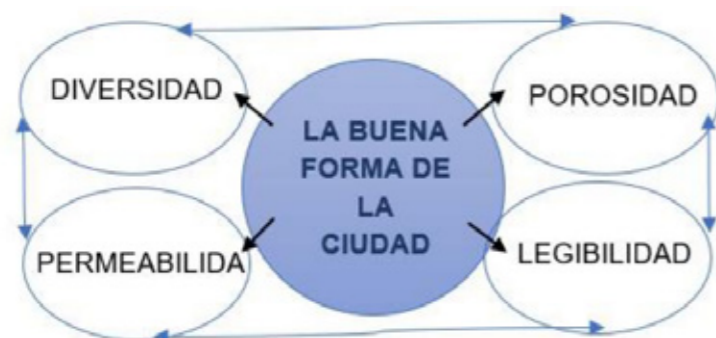 DIVERSIDAD
POROSIDAD
LA BUENA
FORMA DE
LA
CIUDAD
PERMEABILIDA
LEGIBILIDAD